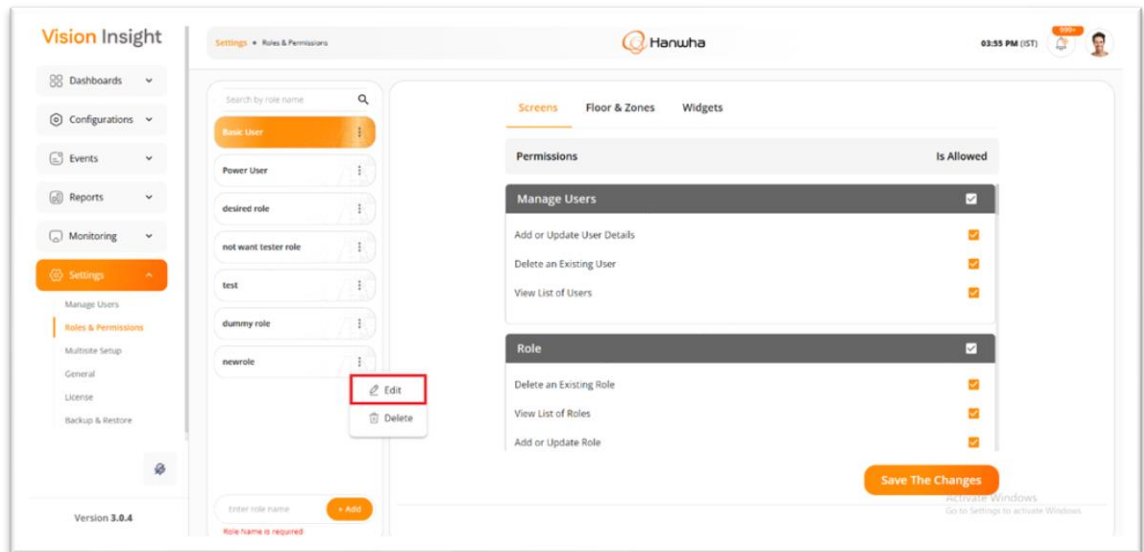 Vision Insight
Settings • Roles & Permissions
Hanwha
03:55 PM (IST)
500+
Dashboards
Configurations
Events
Reports
Monitoring
Settings
Manage Users
Roles & Permissions
Multisite Setup
General
License
Backup & Restore
Version 3.0.4
Search by role name
Basic User
Power User
desired role
not want tester role
test
dummy role
newrole
Edit
Delete
Enter role name
+ Add
Role Name is required
Screens Floor & Zones Widgets
Permissions Is Allowed
Manage Users
Add or Update User Details
Delete an Existing User
View List of Users
Role
Delete an Existing Role
View List of Roles
Add or Update Role
Save The Changes
Activate Windows
Go to Settings to activate Windows.